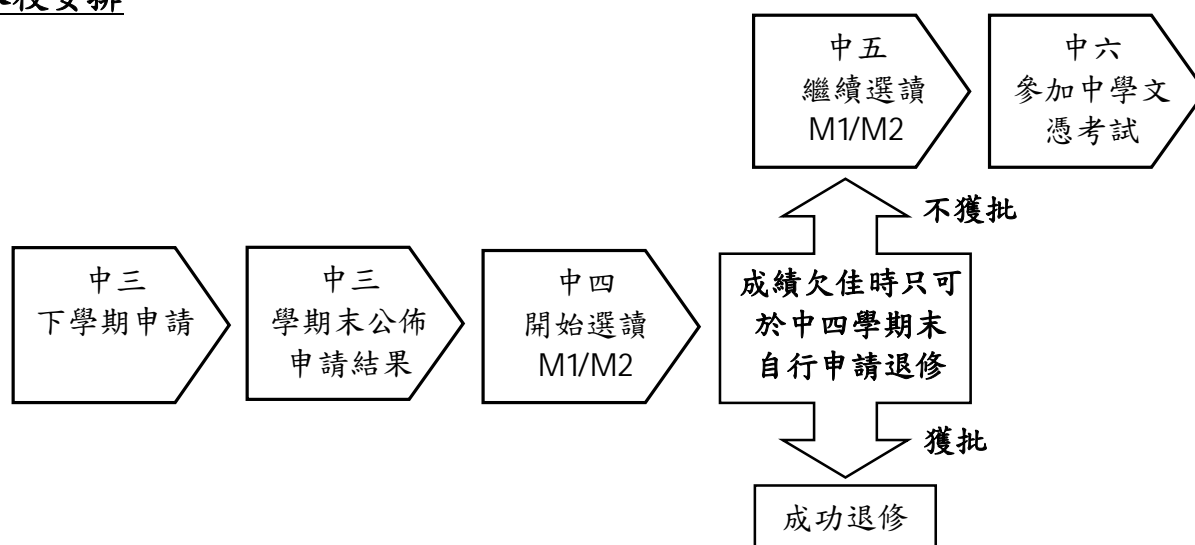 校安排
中五
繼續選讀
M1/M2
中六
參加中學文
憑考試
不獲批
中三
下學期申請
中三
學期末公佈
申請結果
中四
開始選讀
M1/M2
成績欠佳時只可
於中四學期末
自行申請退修
獲批
成功退修